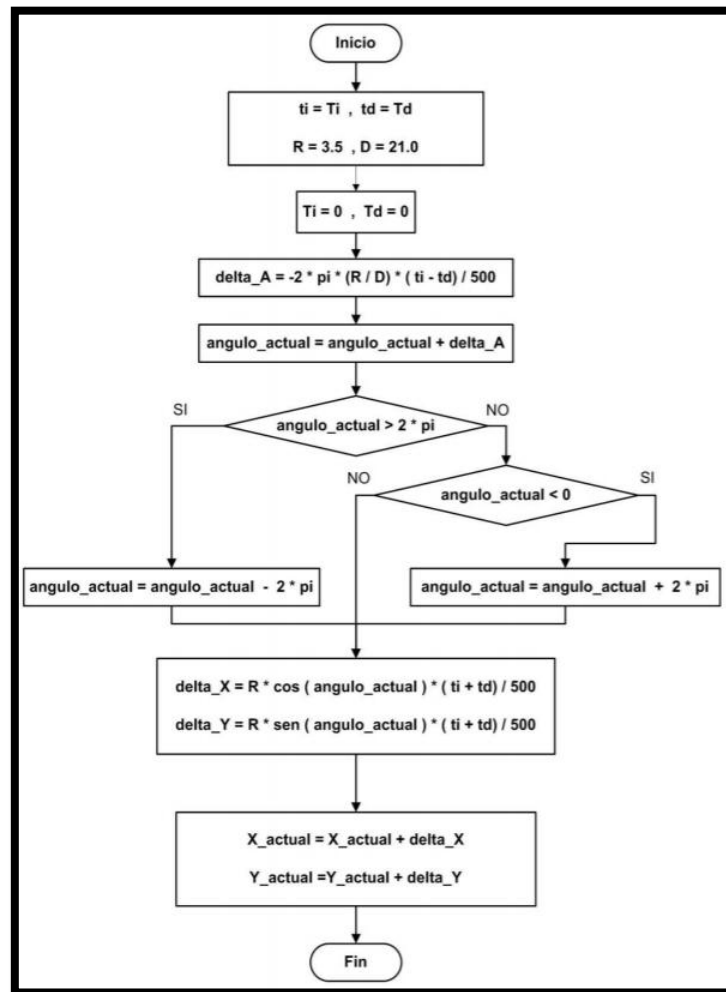 Inicio
ti = Ti , td = Td
R = 3.5 , D = 21.0
Ti = 0 , Td = 0
delta_A = -2 * pi * (R / D) * ( ti - td) / 500
angulo_actual = angulo_actual + delta_A
SI
NO
angulo_actual > 2 * pi
NO
SI
angulo_actual < 0
angulo_actual = angulo_actual - 2 * pi
angulo_actual = angulo_actual + 2 * pi
delta_X = R * cos ( angulo_actual ) * ( ti + td) / 500
delta_Y = R * sen ( angulo_actual ) * ( ti + td) / 500
X_actual = X_actual + delta_X
Y_actual =Y_actual + delta_Y
Fin